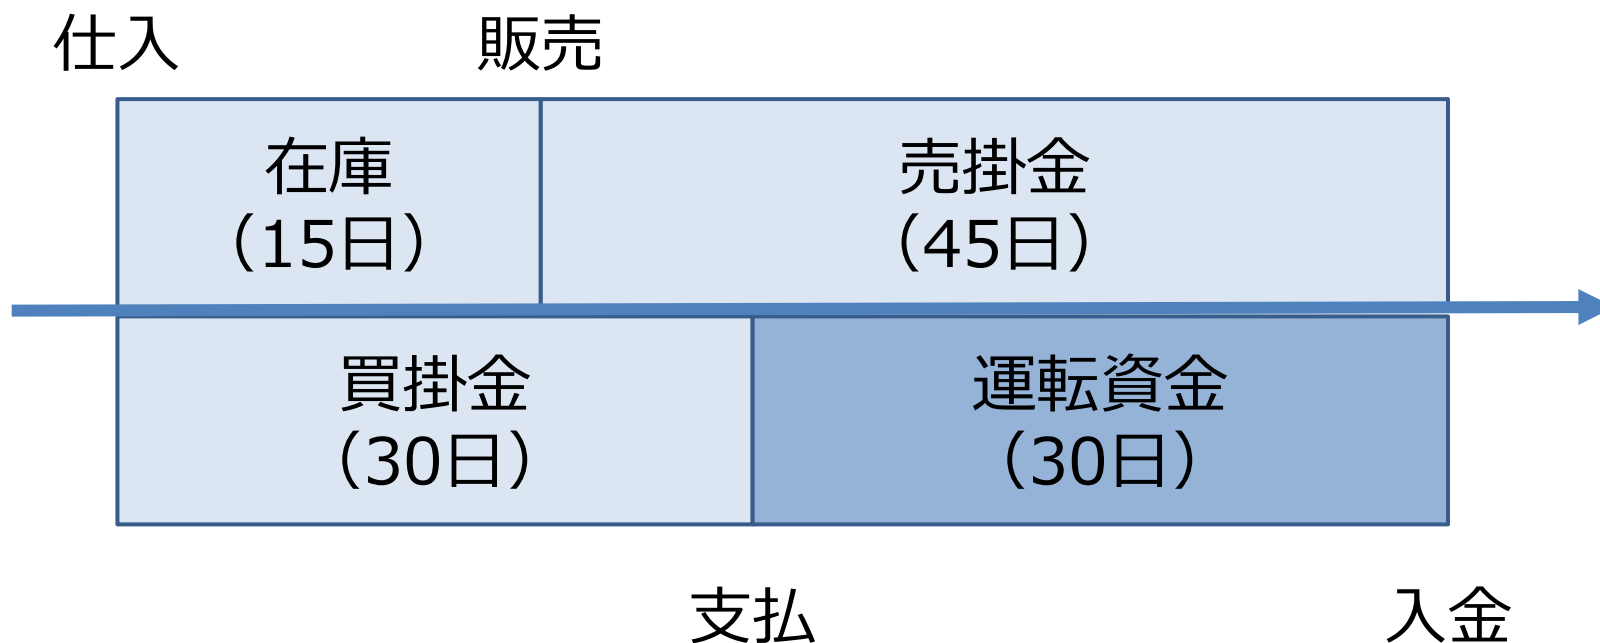 仕入
販売
在庫
（15日）
売掛金
（45日）
買掛金
（30日）
運転資金
（30日）
支払
入金